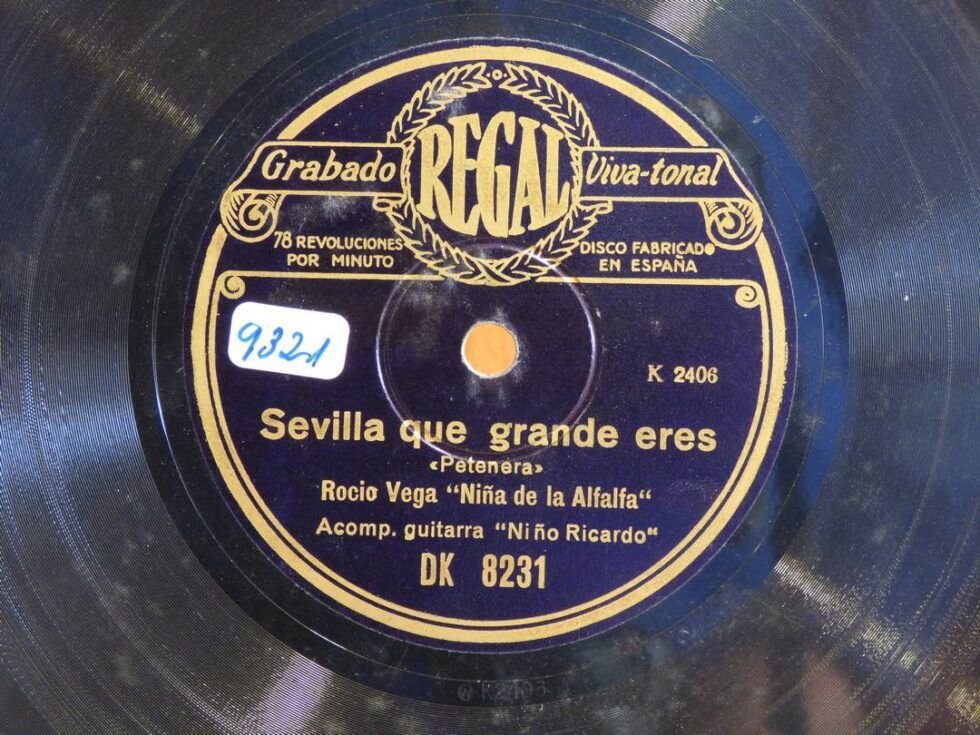 REGAL
Grabado Viva-tonal
78 REVOLUCIONES
POR MINUTO
DISCO FABRICADO
EN ESPAÑA
9321
K 2406
Sevilla que grande eres
«Petenera»
Rocio Vega “Niña de la Alfalfa“
Acomp. guitarra "Niño Ricardo"
DK 8231